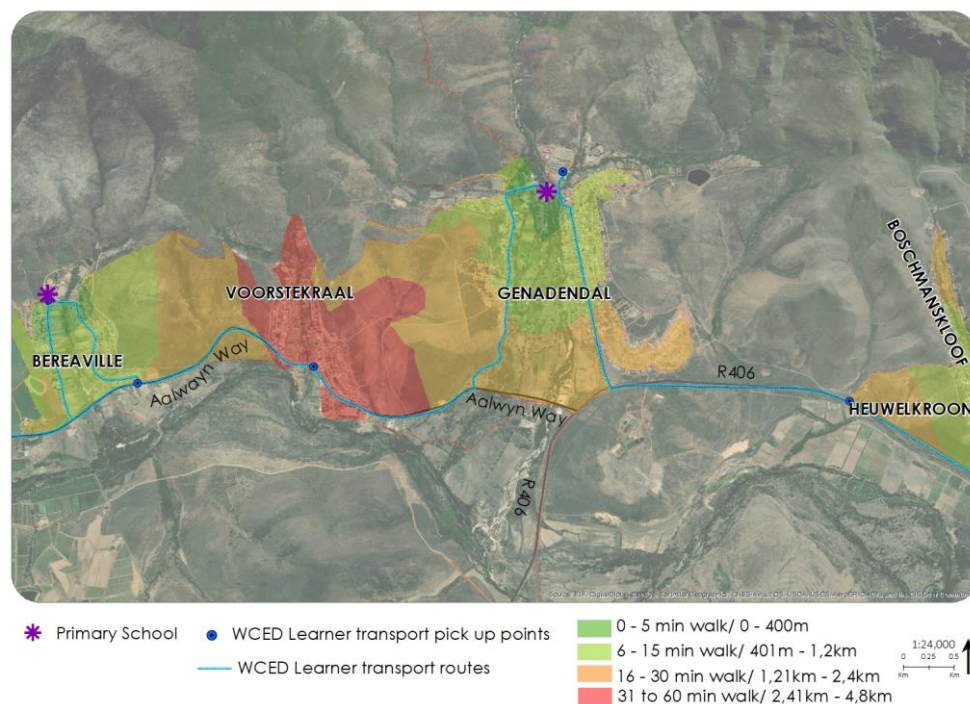 BOSCHMANSKLOOF
VOORSTEKRAAL
GENADENDAL
BEREAVILLE
Aalwayn Way
Aalwyn Way
R406
HEUWELKROON
R406
Primary School
WCED Learner transport pick up points
WCED Learner transport routes
0 - 5 min walk/ 0 - 400m
6 - 15 min walk/ 401m - 1,2km
16 - 30 min walk/ 1,21km - 2,4km
31 to 60 min walk/ 2,41km - 4,8km
1:24,000
0 0.25 0.5
Km Km